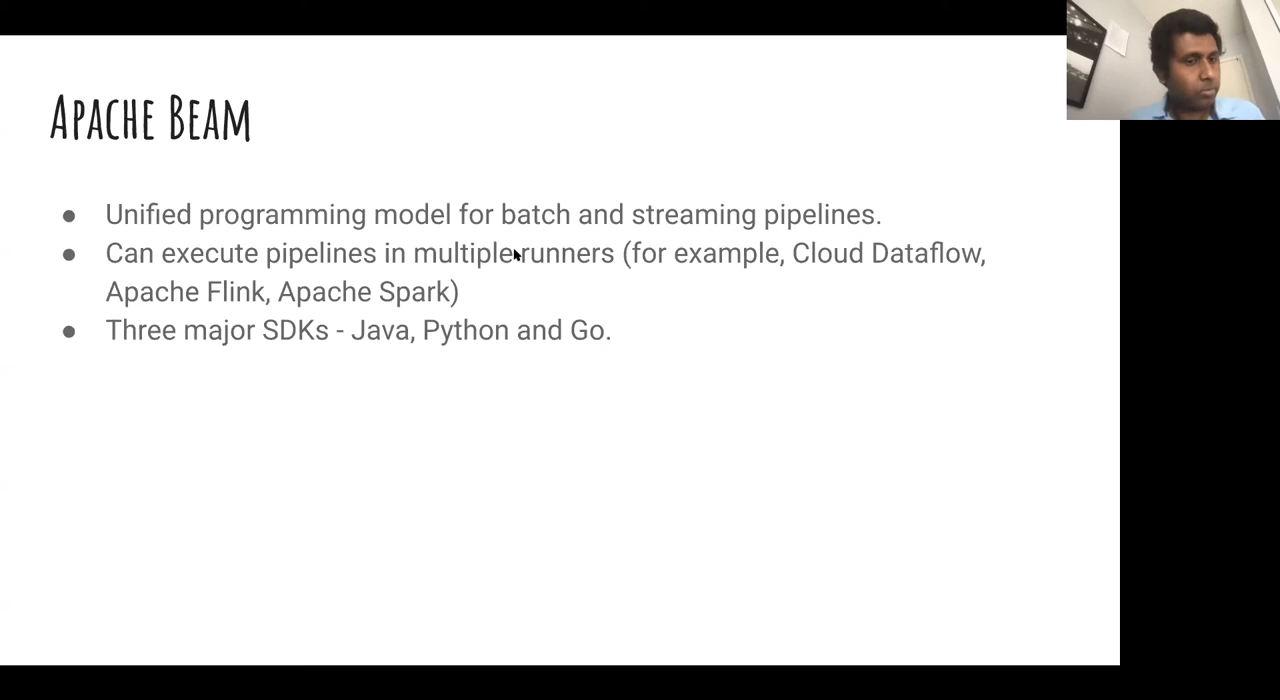 Apache Beam
● Unified programming model for batch and streaming pipelines.
● Can execute pipelines in multiple runners (for example, Cloud Dataflow,
Apache Flink, Apache Spark)
● Three major SDKs - Java, Python and Go.